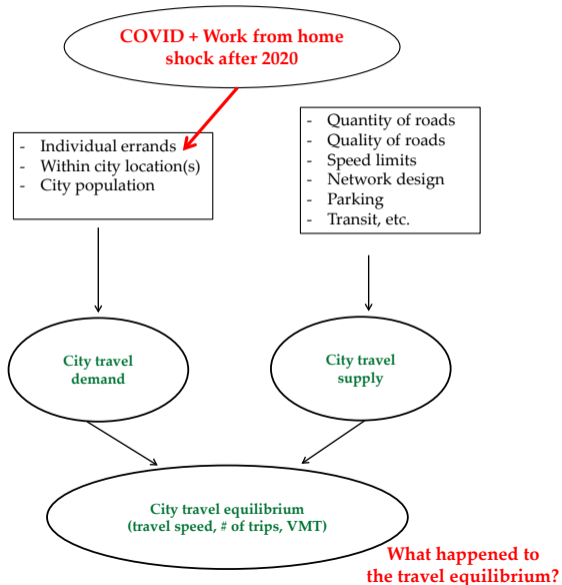 COVID + Work from home
shock after 2020
- Individual errands
- Within city location(s)
- City population
- Quantity of roads
- Quality of roads
- Speed limits
- Network design
- Parking
- Transit, etc.
City travel
demand
City travel
supply
City travel equilibrium
(travel speed, # of trips, VMT)
What happened to
the travel equilibrium?